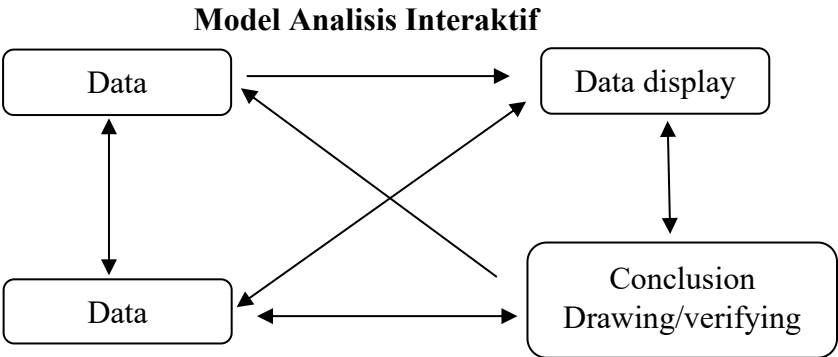 Model Analisis Interaktif
Data
Data display
Data
Conclusion
Drawing/verifying